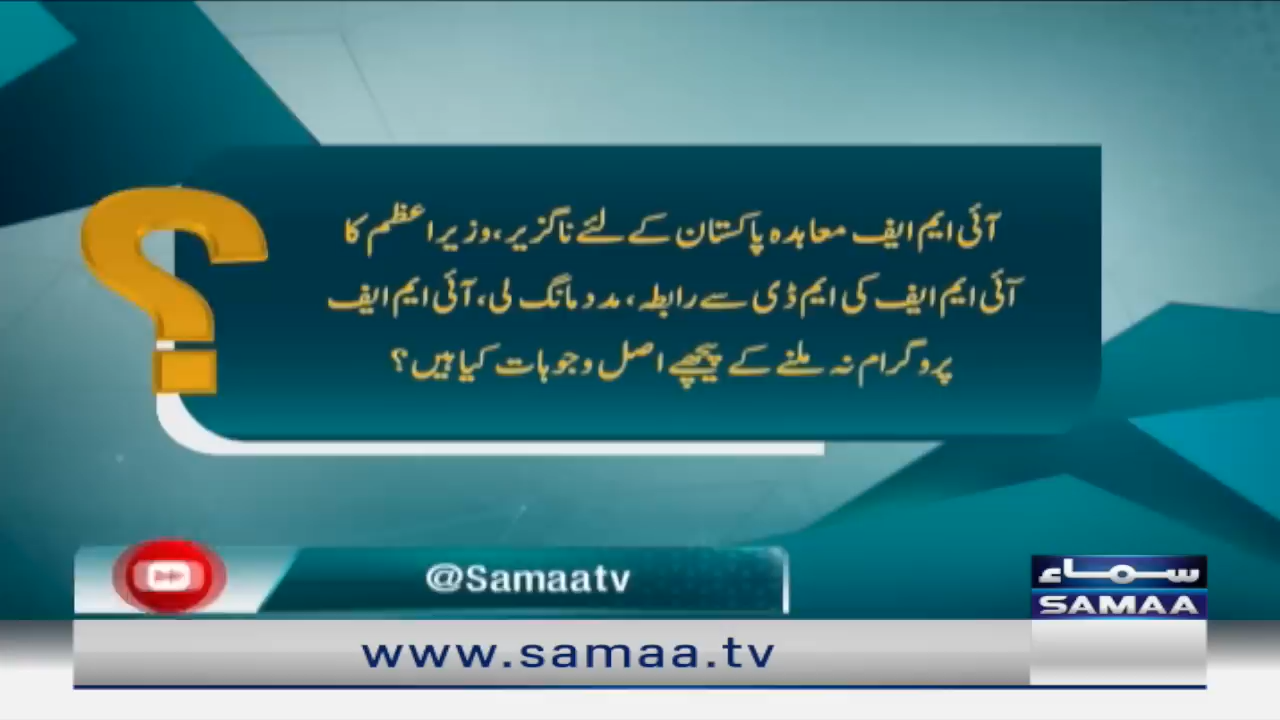 آئی ایم ایف معاہدہ پاکستان کے لئے ناگزیر، وزیراعظم کا
آئی ایم ایف کی ایم ڈی سے رابطہ، مدد مانگ لی، آئی ایم ایف
پروگرام نہ ملنے کے پیچھے اصل وجوہات کیا ہیں؟
@Samaatv
سماء
SAMAA
www.samaa.tv